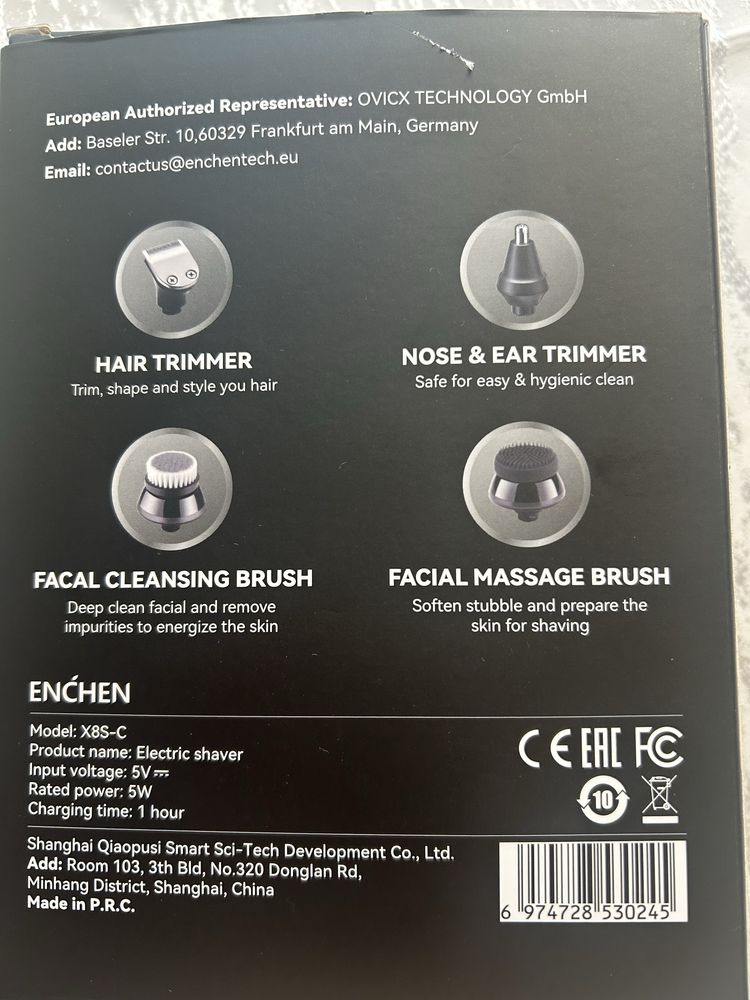 European Authorized Representative: OVICX TECHNOLOGY GmbH
Add: Baseler Str. 10,60329 Frankfurt am Main, Germany
Email: contactus@enchentech.eu
HAIR TRIMMER
Trim, shape and style you hair
NOSE & EAR TRIMMER
Safe for easy & hygienic clean
FACAL CLEANSING BRUSH
Deep clean facial and remove
impurities to energize the skin
FACIAL MASSAGE BRUSH
Soften stubble and prepare the
skin for shaving
ENĆHEN
Model: X8S-C
Product name: Electric shaver
Input voltage: 5V⎓
Rated power: 5W
Charging time: 1 hour
CE EAC FC
10
Shanghai Qiaopusi Smart Sci-Tech Development Co., Ltd.
Add: Room 103, 3th Bld, No.320 Donglan Rd,
Minhang District, Shanghai, China
Made in P.R.C.
6 974728 530245